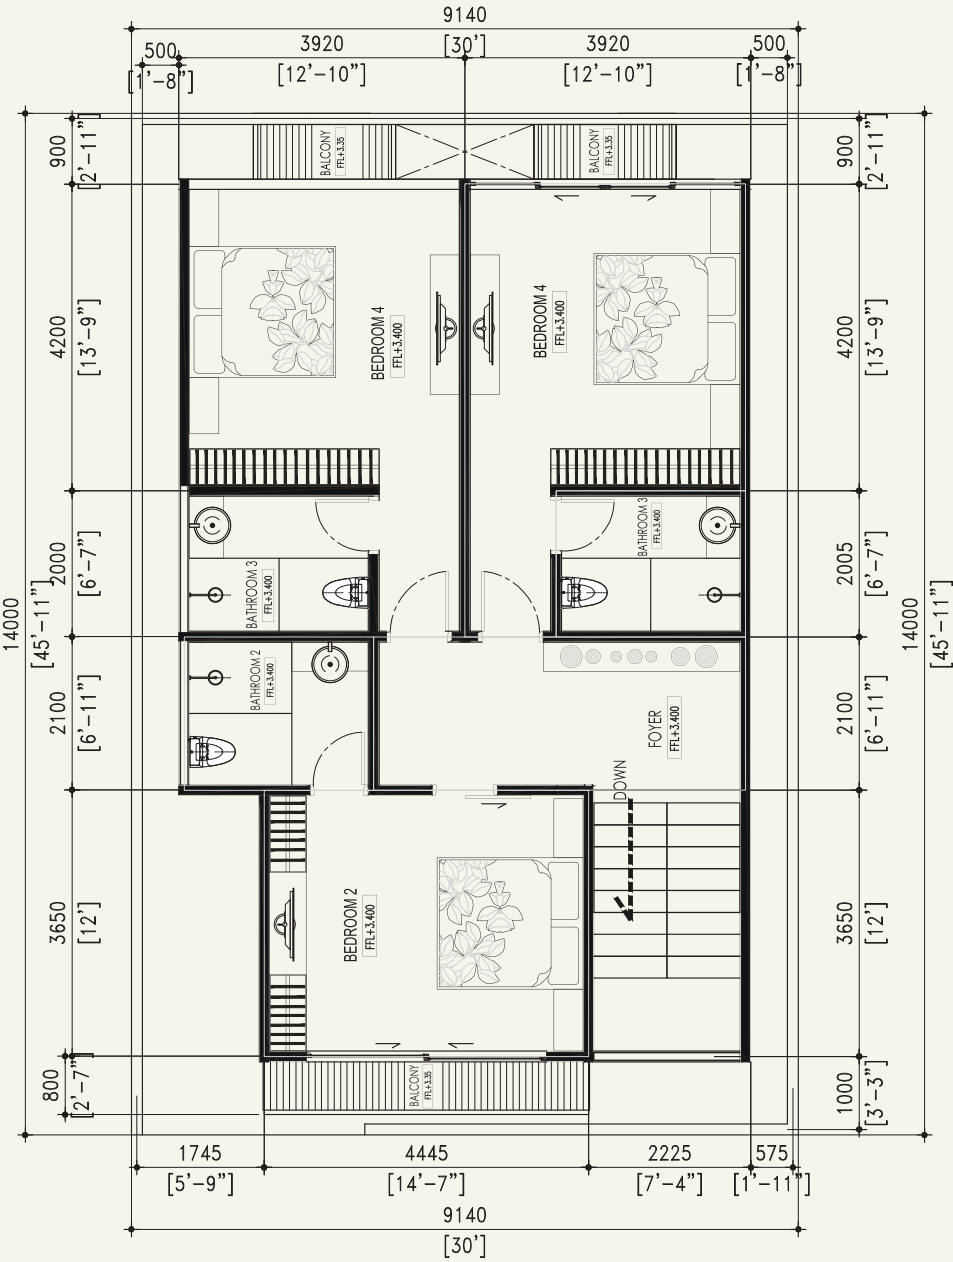 9140
[30']
500
3920
3920
500
[1'-8"]
[12'-10"]
[12'-10"]
[1'-8"]
900
[2'-11"]
BALCONY
FFL+3.35
BALCONY
FFL+3.35
900
[2'-11"]
4200
[13'-9"]
BEDROOM 4
FFL+3.400
BEDROOM 4
FFL+3.400
4200
[13'-9"]
2000
[6'-7"]
BATHROOM 3
FFL+3.400
BATHROOM 3
FFL+3.400
2005
[6'-7"]
14000
[45'-11"]
14000
[45'-11"]
2100
[6'-11"]
BATHROOM 2
FFL+3.400
FOYER
FFL+3.400
2100
[6'-11"]
DOWN
3650
[12']
BEDROOM 2
FFL+3.400
3650
[12']
800
[2'-7"]
BALCONY
FFL+3.35
1000
[3'-3"]
1745
4445
2225
575
[5'-9"]
[14'-7"]
[7'-4"]
[1'-11"]
9140
[30']